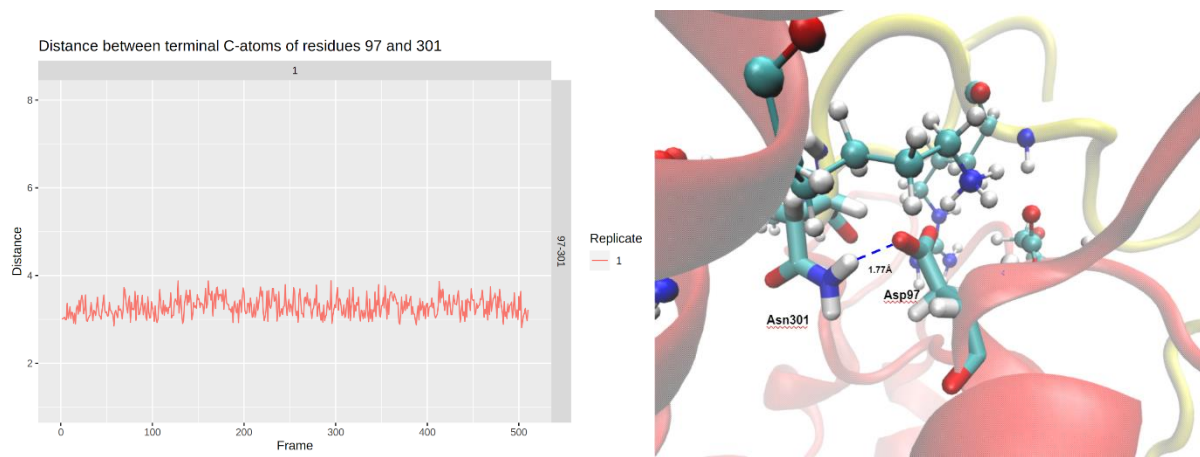 Distance between terminal C-atoms of residues 97 and 301
1
8
6
4
2
Distance
97-301
0 100 200 300 400 500
Frame
Replicate
1
1.77Å
Asp97
Asn301